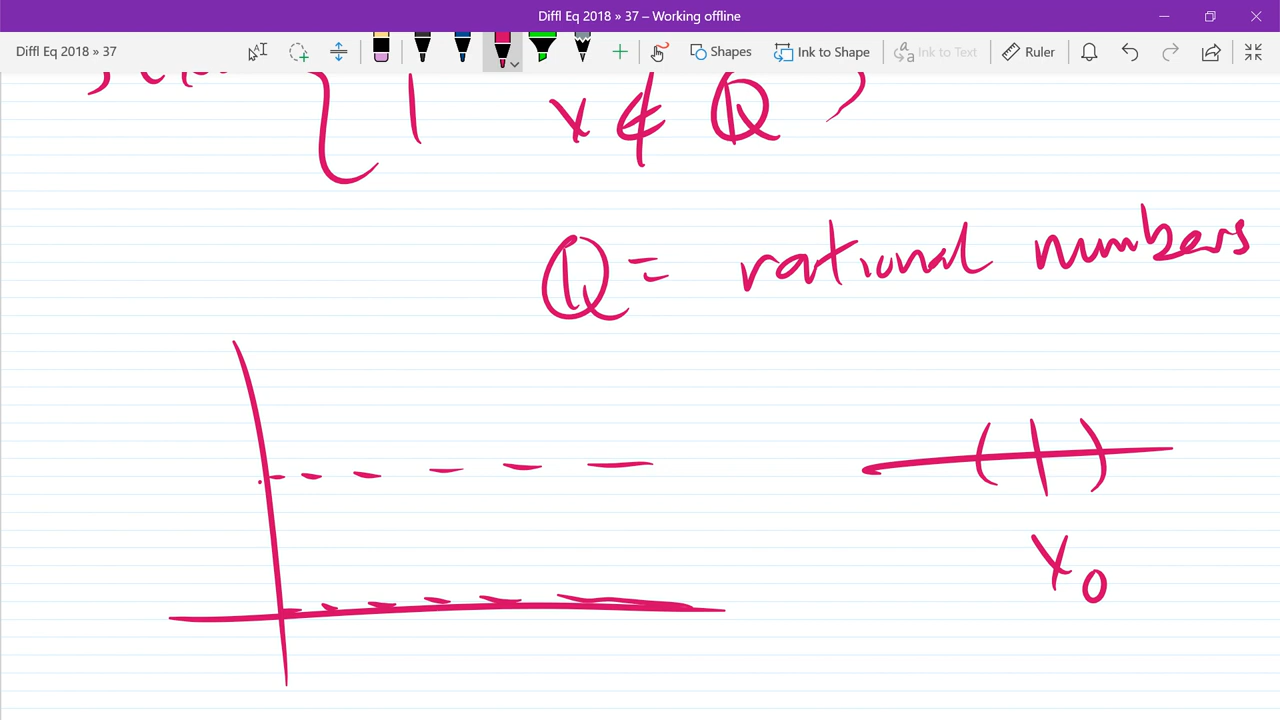 Diffl Eq 2018 » 37 – Working offline
Diffl Eq 2018 » 37
Shapes
Ink to Shape
Ink to Text
Ruler
{ 1 x ∉ Q
Q = rational numbers
( | )
x₀